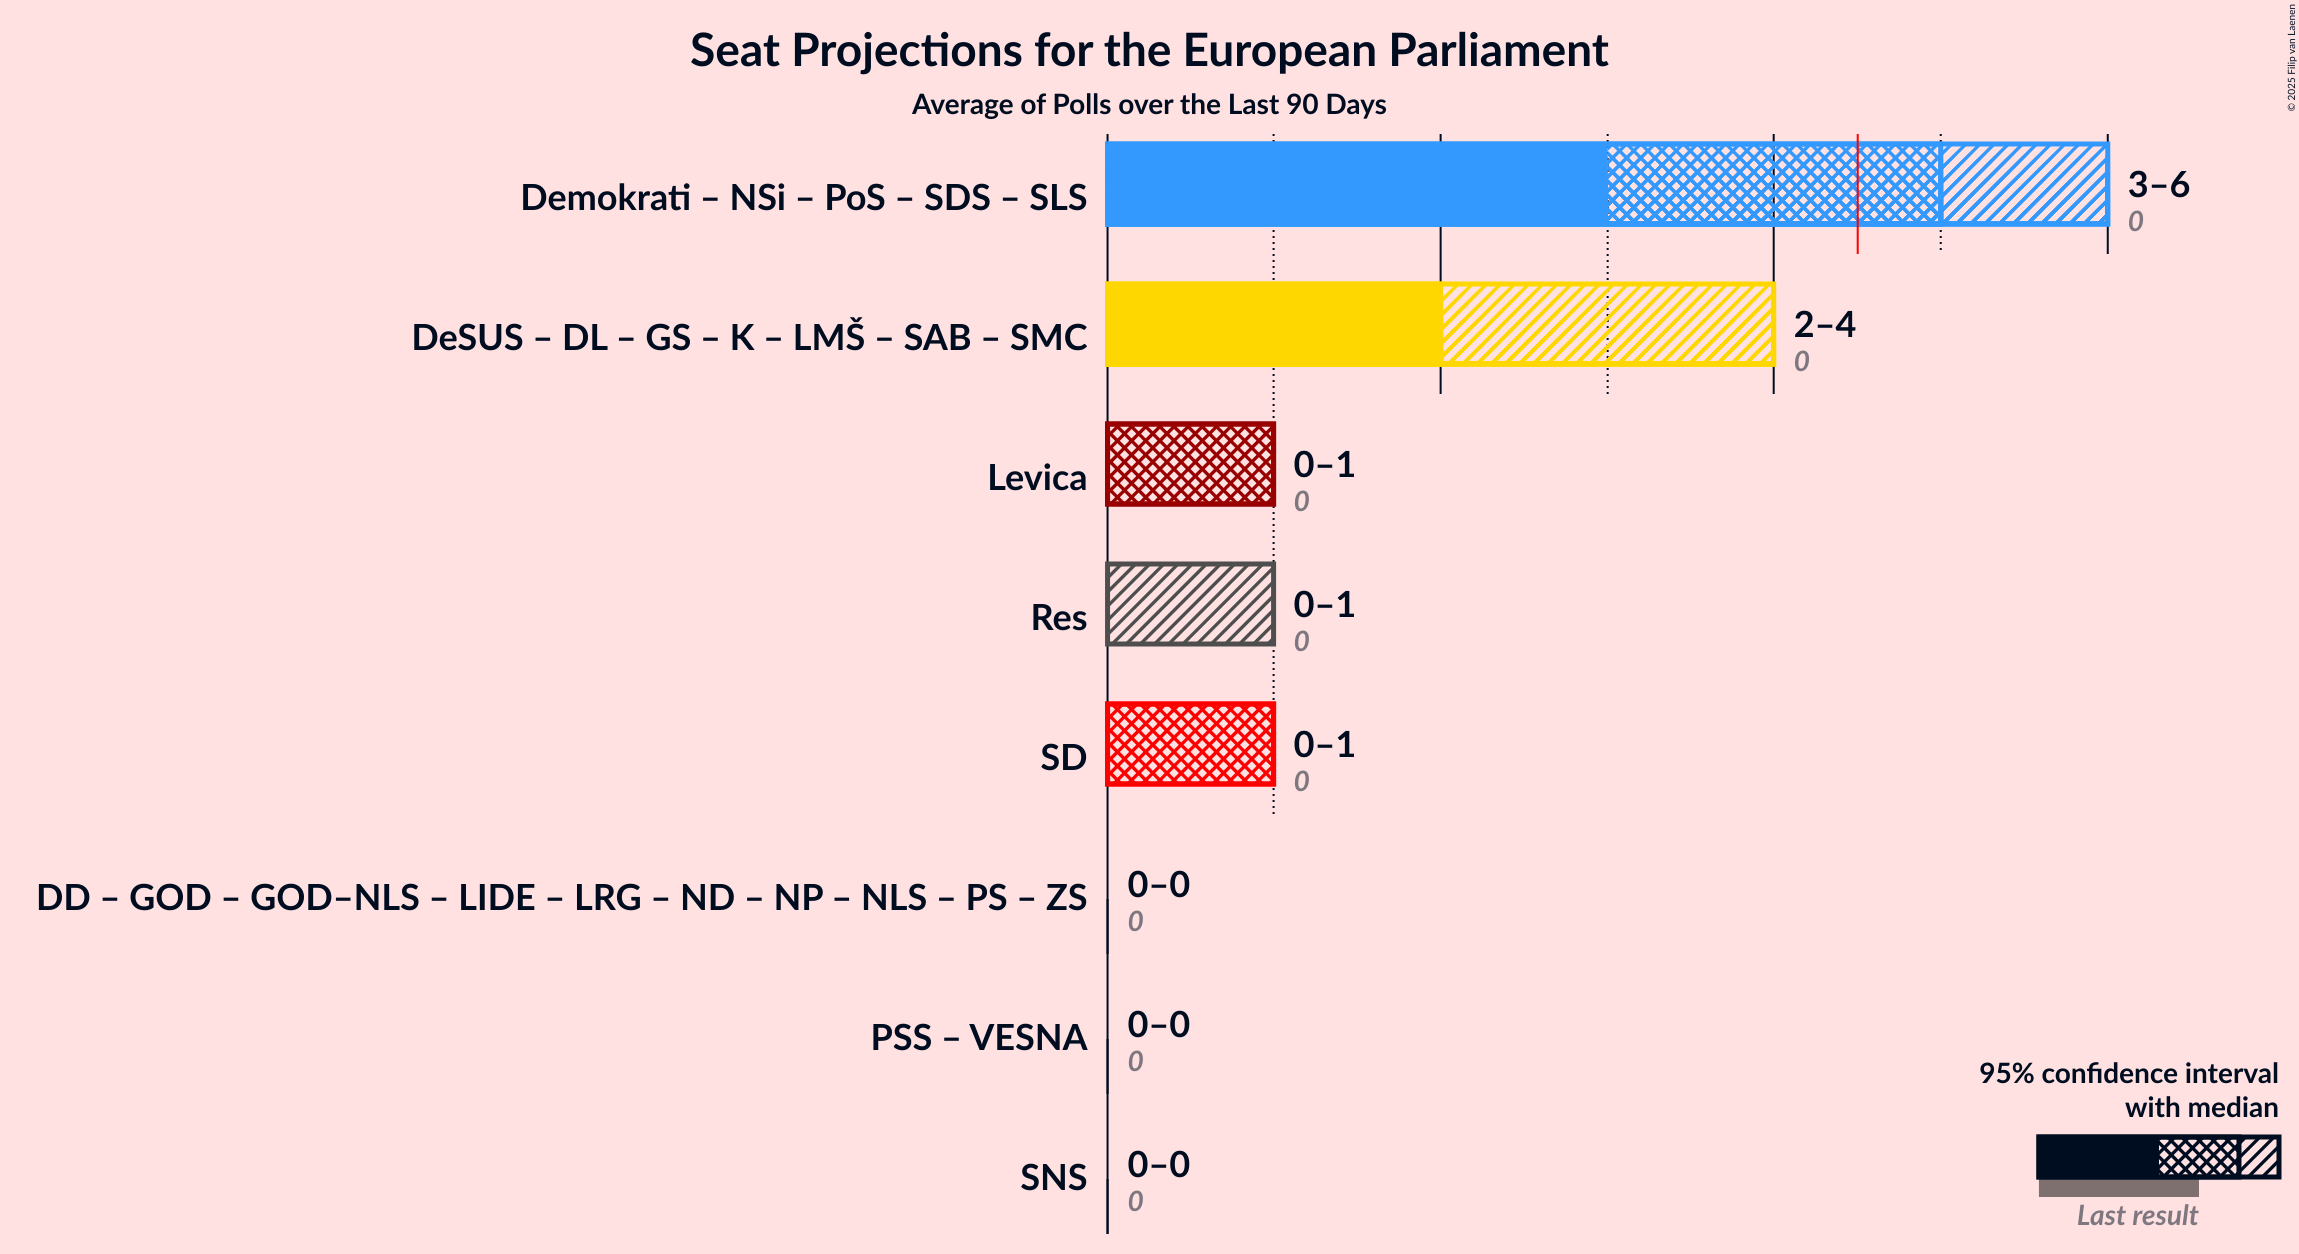 Seat Projections for the European Parliament
Average of Polls over the Last 90 Days
© 2025 Filip van Laenen
Demokrati – NSi – PoS – SDS – SLS
3–6
0
DeSUS – DL – GS – K – LMŠ – SAB – SMC
2–4
0
Levica
0–1
0
Res
0–1
0
SD
0–1
0
DD – GOD – GOD–NLS – LIDE – LRG – ND – NP – NLS – PS – ZS
0–0
0
PSS – VESNA
0–0
0
SNS
0–0
0
95% confidence interval
with median
Last result